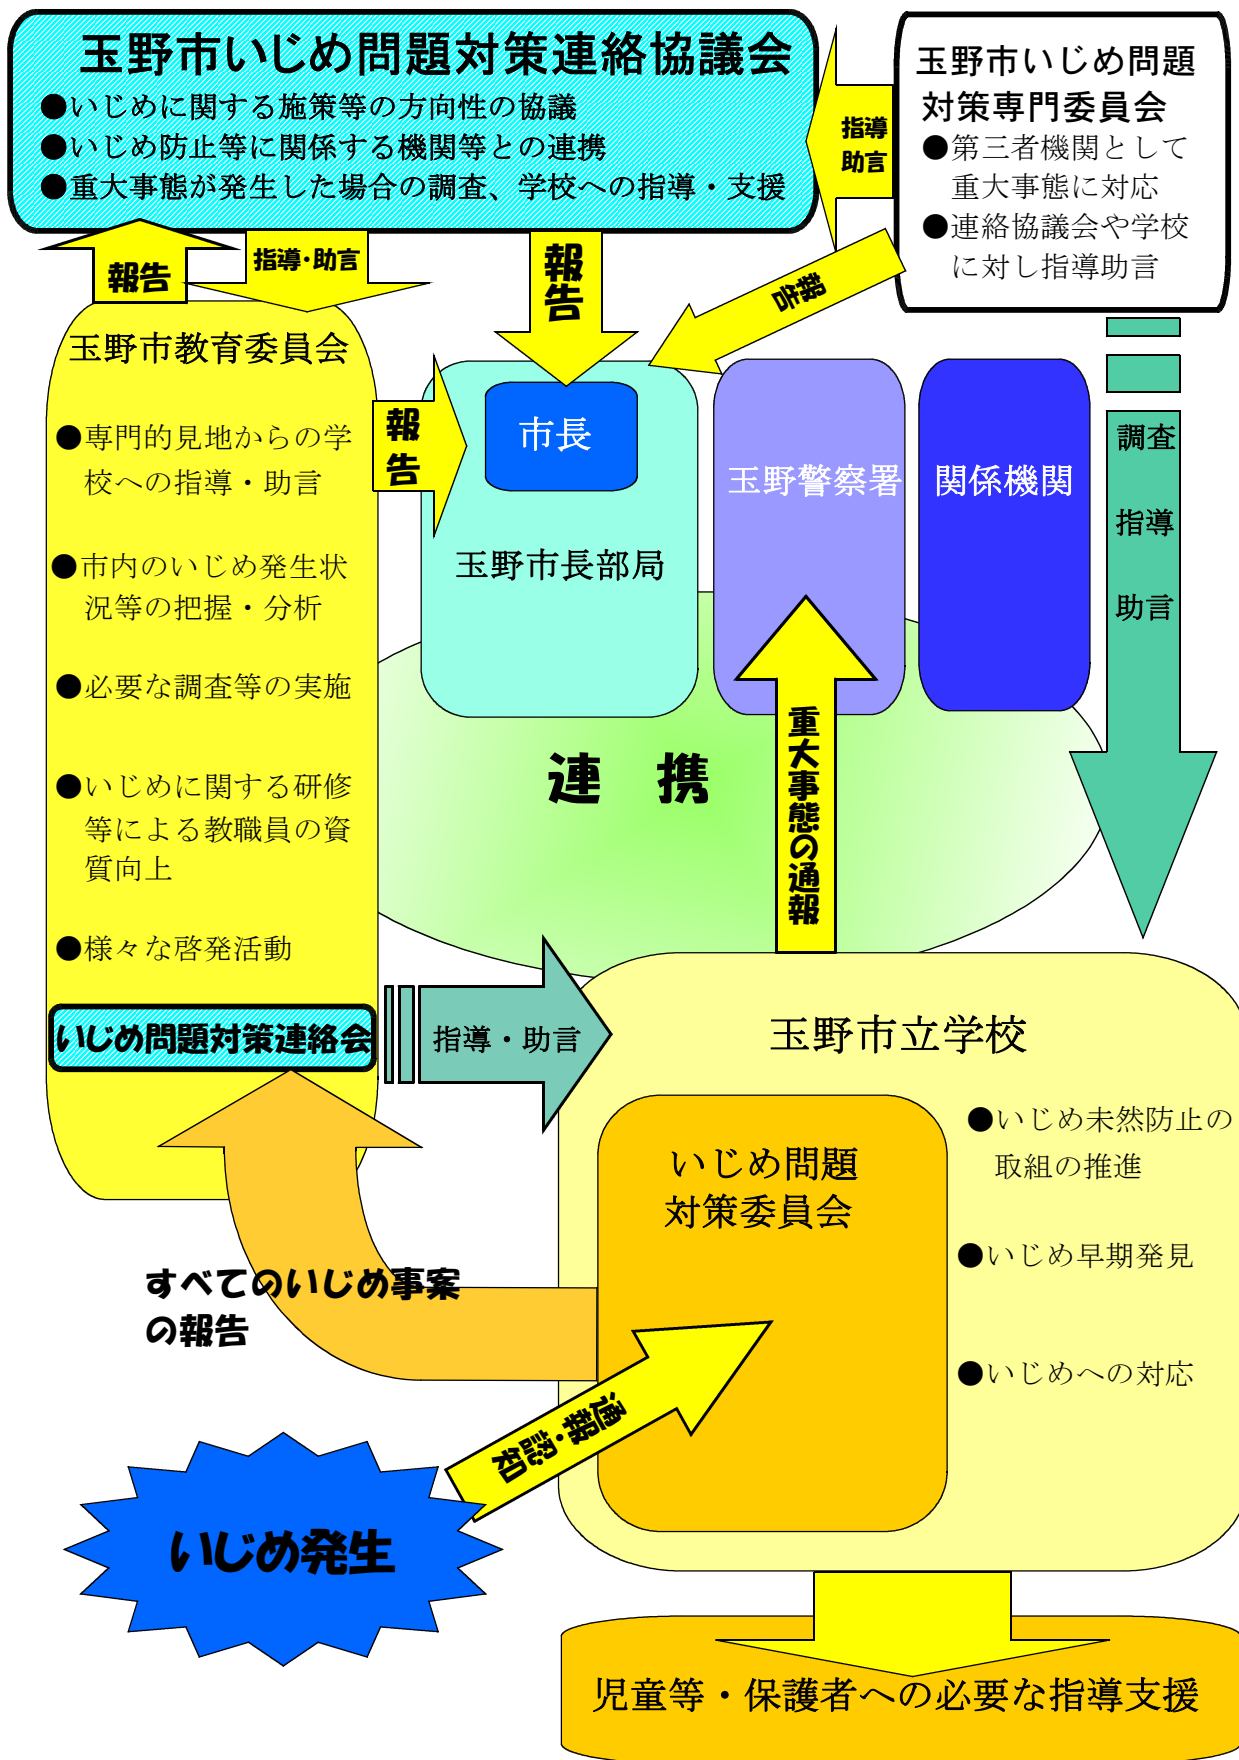 玉野市いじめ問題対策連絡協議会
●いじめに関する施策等の方向性の協議
●いじめ防止等に関係する機関等との連携
●重大事態が発生した場合の調査、学校への指導・支援
指導
助言
玉野市いじめ問題
対策専門委員会
●第三者機関として
重大事態に対応
●連絡協議会や学校
に対し指導助言
報告
指導・助言
報告
報告
玉野市教育委員会
●専門的見地からの学
校への指導・助言
●市内のいじめ発生状
況等の把握・分析
●必要な調査等の実施
●いじめに関する研修
等による教職員の資
質向上
●様々な啓発活動
いじめ問題対策連絡会
報告
市長
玉野市長部局
玉野警察署
関係機関
調査
指導
助言
連　携
重大事態の通報
指導・助言
玉野市立学校
●いじめ未然防止の
取組の推進
●いじめ早期発見
●いじめへの対応
いじめ問題
対策委員会
すべてのいじめ事案
の報告
通報・認知
いじめ発生
児童等・保護者への必要な指導支援